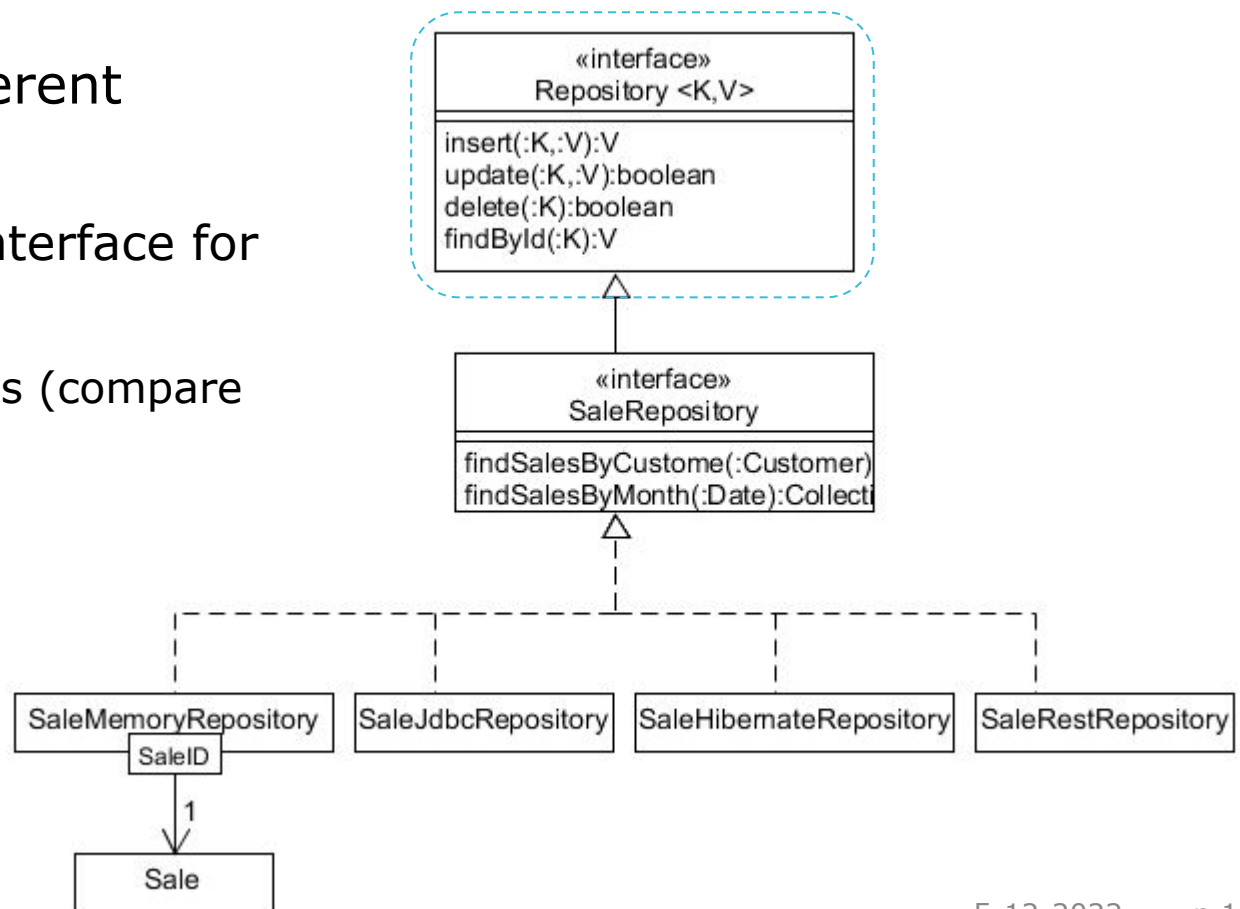 erent
nterface for
s (compare
«interface»
Repository <K,V>
insert(:K,:V):V
update(:K,:V):boolean
delete(:K):boolean
findById(:K):V
«interface»
SaleRepository
findSalesByCustome(:Customer)
findSalesByMonth(:Date):Collecti
SaleMemoryRepository
SaleJdbcRepository
SaleHibernateRepository
SaleRestRepository
SaleID
1
Sale